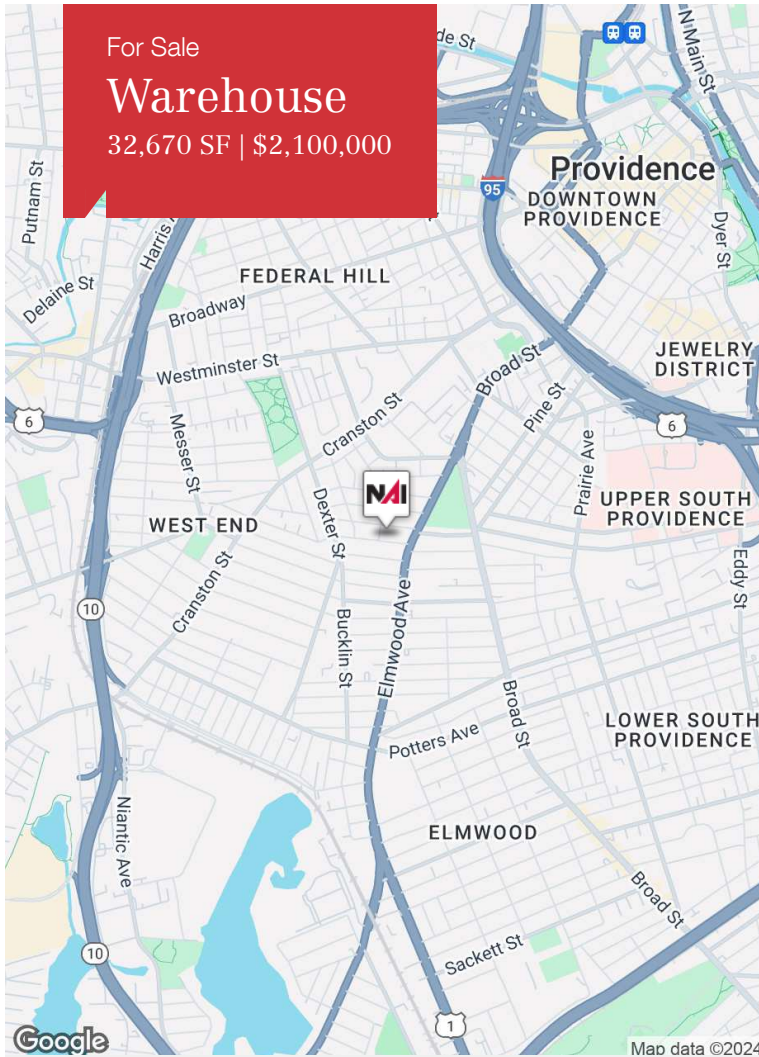 For Sale
Warehouse
32,670 SF | $2,100,000
de St
N Main St
Putnam St
Harris
95
Providence
DOWNTOWN
PROVIDENCE
Dyer St
Delaine St
FEDERAL HILL
Broadway
Westminster St
Broad St
JEWELRY
DISTRICT
6
Messer St
Cranston St
Pine St
6
Prairie Ave
NAI
Dexter St
WEST END
UPPER SOUTH
PROVIDENCE
Cranston St
Eddy St
10
Bucklin St
Elmwood Ave
Broad St
LOWER SOUTH
PROVIDENCE
Potters Ave
Niantic Ave
ELMWOOD
Broad St
10
Sackett St
1
Google
Map data ©2024